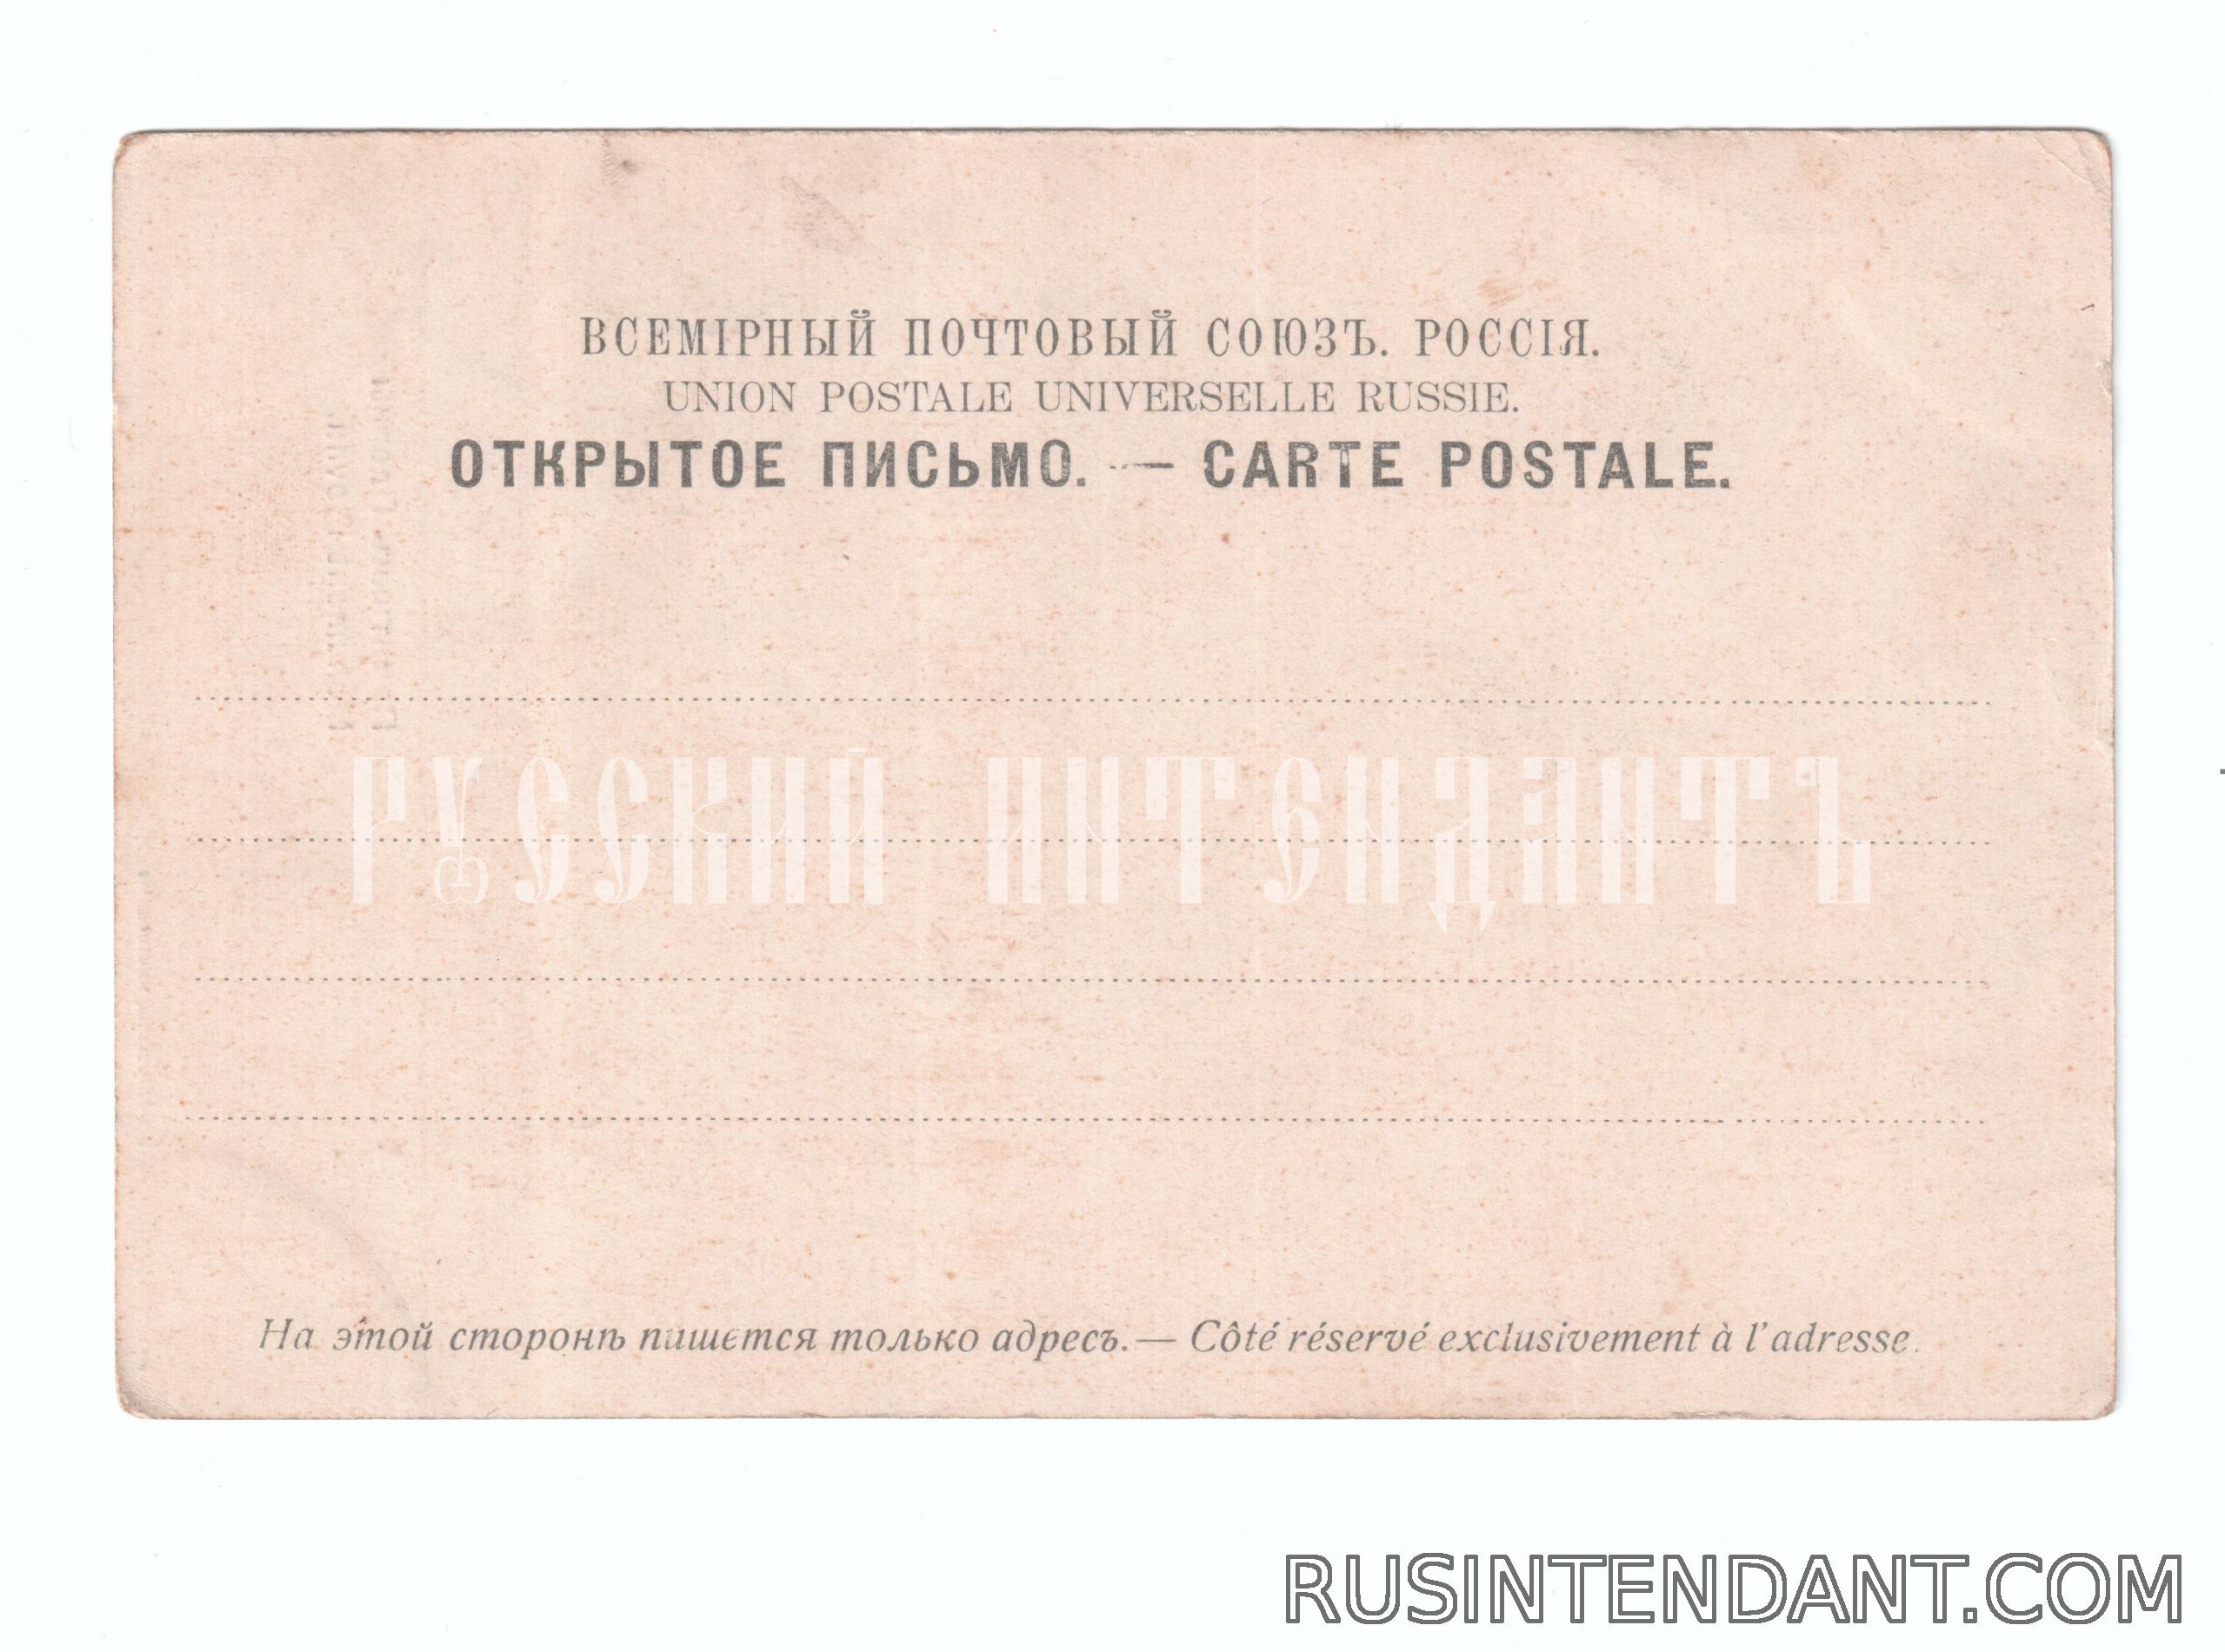 ВСЕМІРНЫЙ ПОЧТОВЫЙ СОЮЗЪ. РОССІЯ.
UNION POSTALE UNIVERSELLE RUSSIE.
ОТКРЫТОЕ ПИСЬМО. — CARTE POSTALE.
РУССКИЙ ИНТЕНДАНТЪ
На этой сторонѣ пишется только адресъ. — Côté réservé exclusivement à l'adresse.
RUSINTENDANT.COM